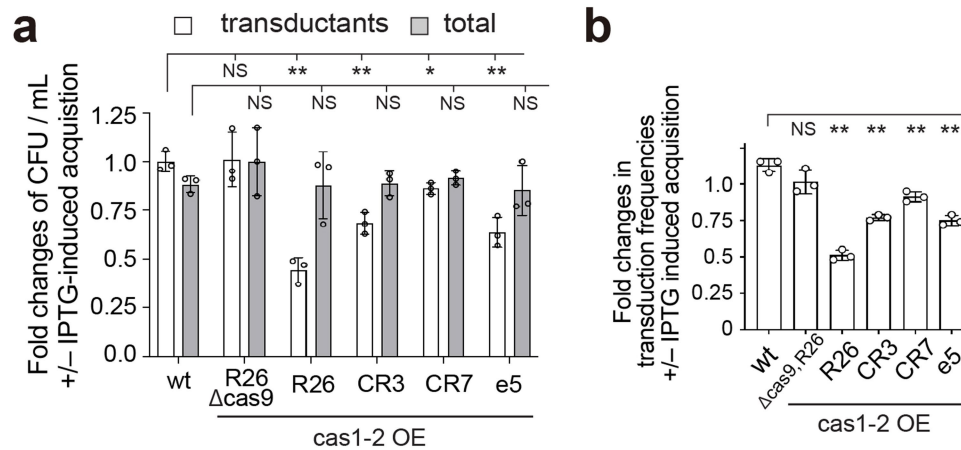 a
transductants total
NS ** ** * **
NS NS NS NS NS
Fold changes of CFU / mL
+/– IPTG-induced acquistion
1.25
1.0
0.75
0.5
0.25
0.0
wt
R26
Δcas9
R26
CR3
CR7
e5
cas1-2 OE
b
NS ** ** ** **
Fold changes in
transduction frequencies
+/– IPTG induced acquisition
1.0
0.75
0.5
0.25
0
wt
Δcas9,R26
R26
CR3
CR7
e5
cas1-2 OE